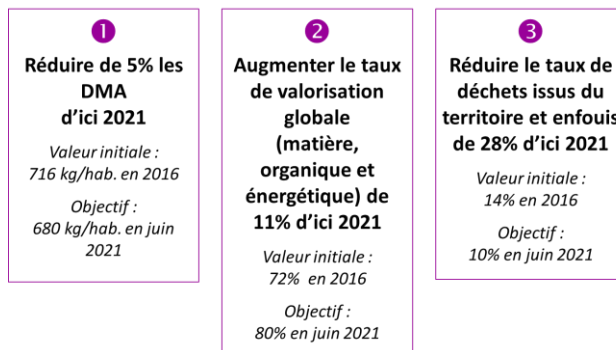 1
Réduire de 5% les
DMA
d'ici 2021
Valeur initiale :
716 kg/hab. en 2016
Objectif :
680 kg/hab. en juin
2021
2
Augmenter le taux
de valorisation
globale
(matière,
organique et
énergétique) de
11% d'ici 2021
Valeur initiale :
72% en 2016
Objectif :
80% en juin 2021
3
Réduire le taux de
déchets issus du
territoire et enfouis
de 28% d'ici 2021
Valeur initiale :
14% en 2016
Objectif :
10% en juin 2021